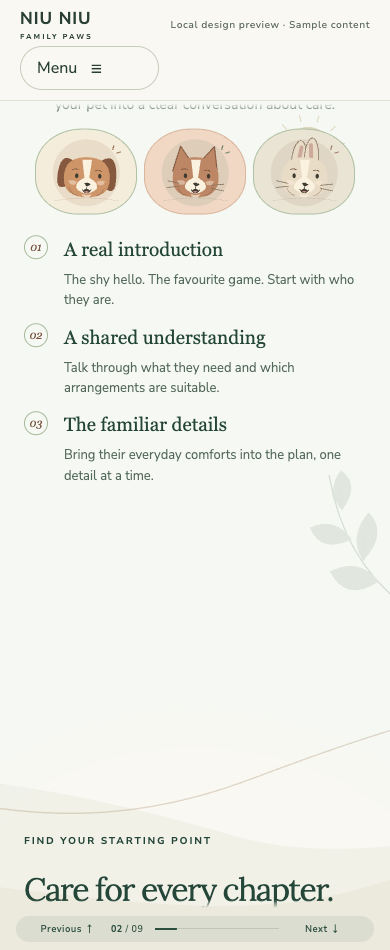 NIU NIU
FAMILY PAWS
Local design preview · Sample content
Menu
your pet into a clear conversation about care.
01
A real introduction
The shy hello. The favourite game. Start with who
they are.
02
A shared understanding
Talk through what they need and which
arrangements are suitable.
03
The familiar details
Bring their everyday comforts into the plan, one
detail at a time.
FIND YOUR STARTING POINT
Care for every chapter.
Previous ↑ 02 / 09 Next ↓